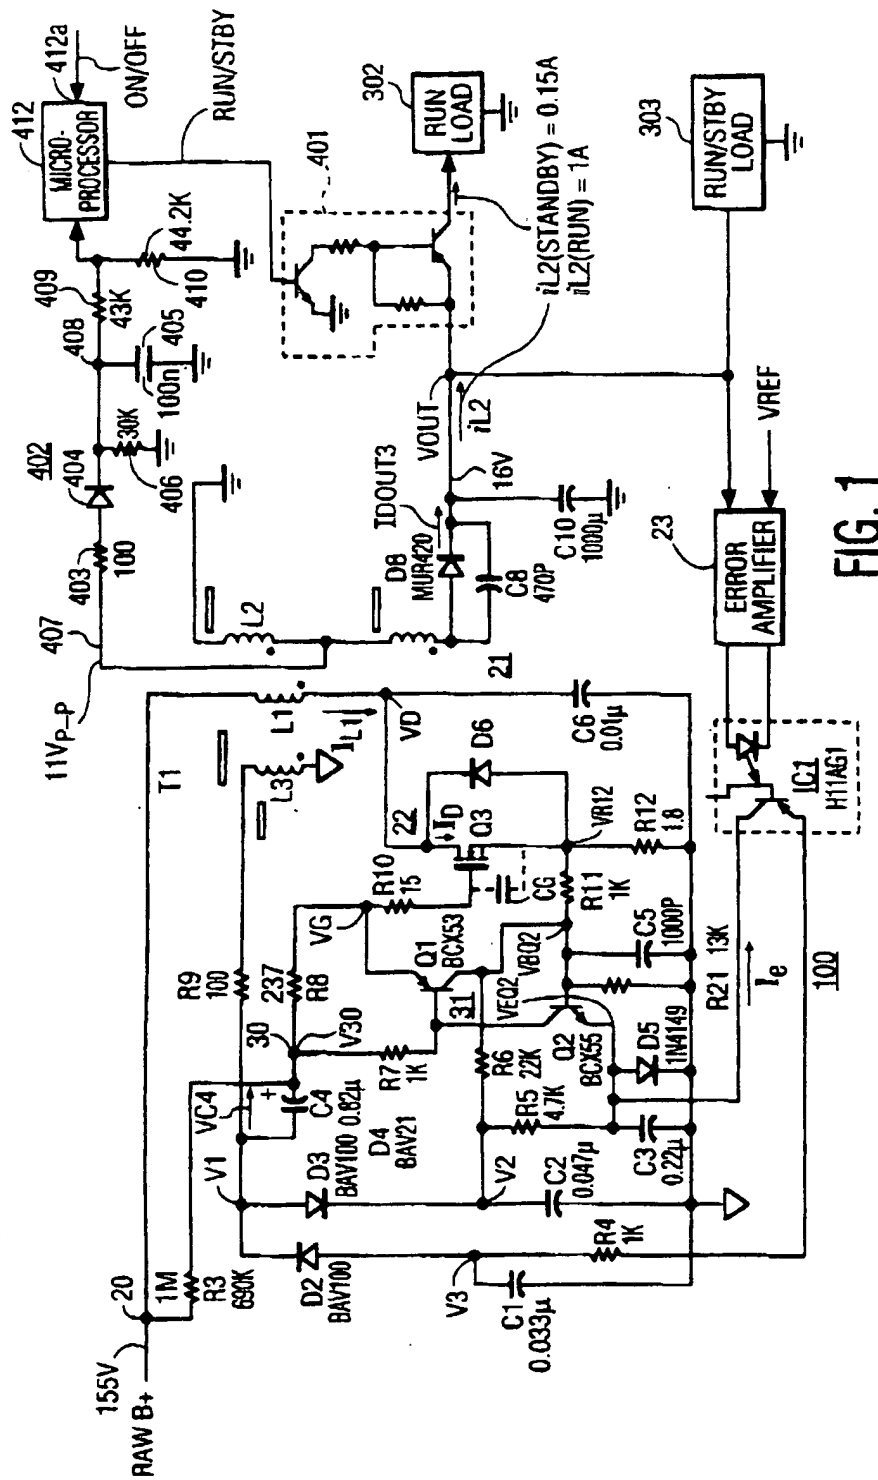 412
412a
MICRO-
PROCESSOR
ON/OFF
RUN/STBY
409
43K
44.2K
410
408
405
100n
402
404
30K
406
403
100
407
11VP-P
401
302
RUN
LOAD
iL2(STANDBY) = 0.15A
iL2(RUN) = 1A
303
RUN/STBY
LOAD
VOUT
iL2
16V
IDOUT3
D8
MUR420
C8
470P
C10
1000μ
L2
21
VREF
23
ERROR
AMPLIFIER
FIG. 1
T1
L1
L3
IL1
VD
C6
0.01μ
22
ID
Q3
D6
VR12
R12
1.8
IC1
H11AG1
R10
15
VG
CG
R11
1K
Q1
BCX53
31
VBQ2
VEQ2
C5
1000P
R21
13K
Ie
100
R9
100
237
R8
30
V30
R7
1K
R6
22K
Q2
BCX55
D5
1N4149
VC4
+
C4
0.82μ
D4
BAV21
R5
4.7K
C3
0.22μ
V1
D3
BAV100
V2
C2
0.047μ
D2
BAV100
V3
R4
1K
C1
0.033μ
20
1M
R3
690K
155V
RAW B+